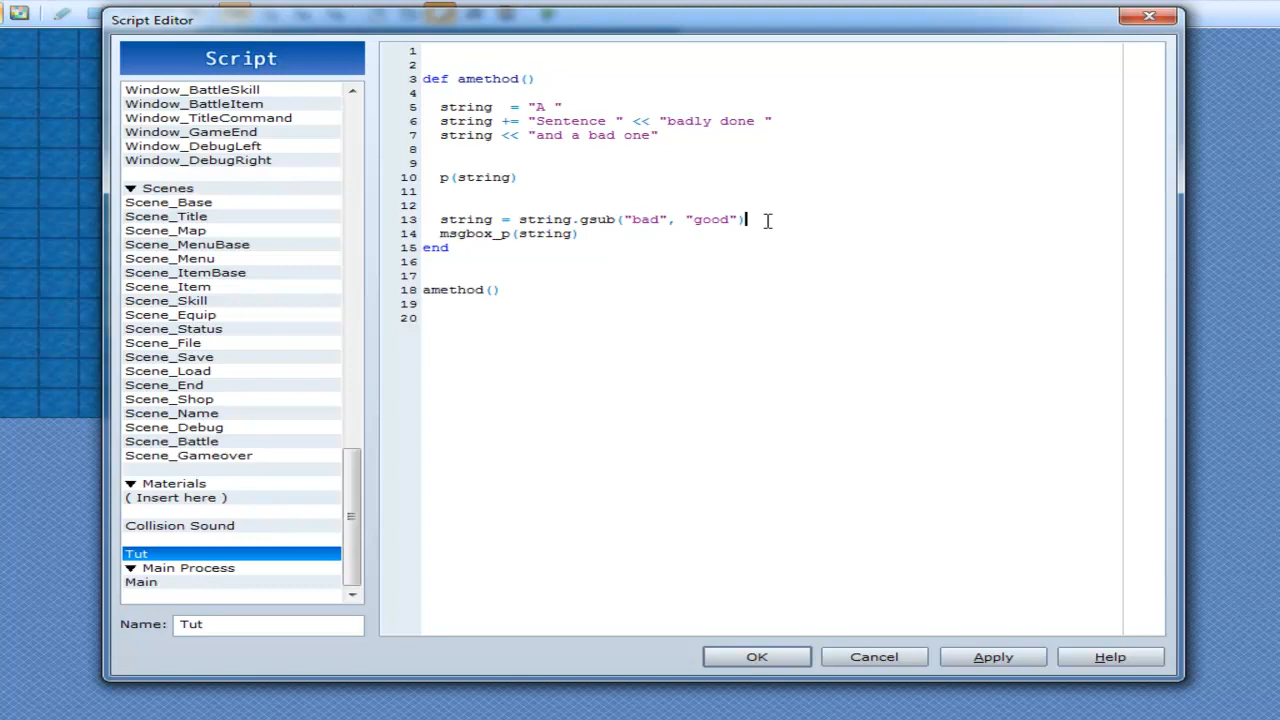 Script Editor
Script
Window_BattleSkill
Window_BattleItem
Window_TitleCommand
Window_GameEnd
Window_DebugLeft
Window_DebugRight
Scenes
Scene_Base
Scene_Title
Scene_Map
Scene_MenuBase
Scene_Menu
Scene_ItemBase
Scene_Item
Scene_Skill
Scene_Equip
Scene_Status
Scene_File
Scene_Save
Scene_Load
Scene_End
Scene_Shop
Scene_Name
Scene_Debug
Scene_Battle
Scene_Gameover
Materials
( Insert here )
Collision Sound
Tut
Main Process
Main
Name: Tut
1
2
3 def amethod()
4
5 string = "A "
6 string += "Sentence " << "badly done "
7 string << "and a bad one"
8
9
10 p(string)
11
12
13 string = string.gsub("bad", "good")
14 msgbox_p(string)
15 end
16
17
18 amethod()
19
20
OK Cancel Apply Help